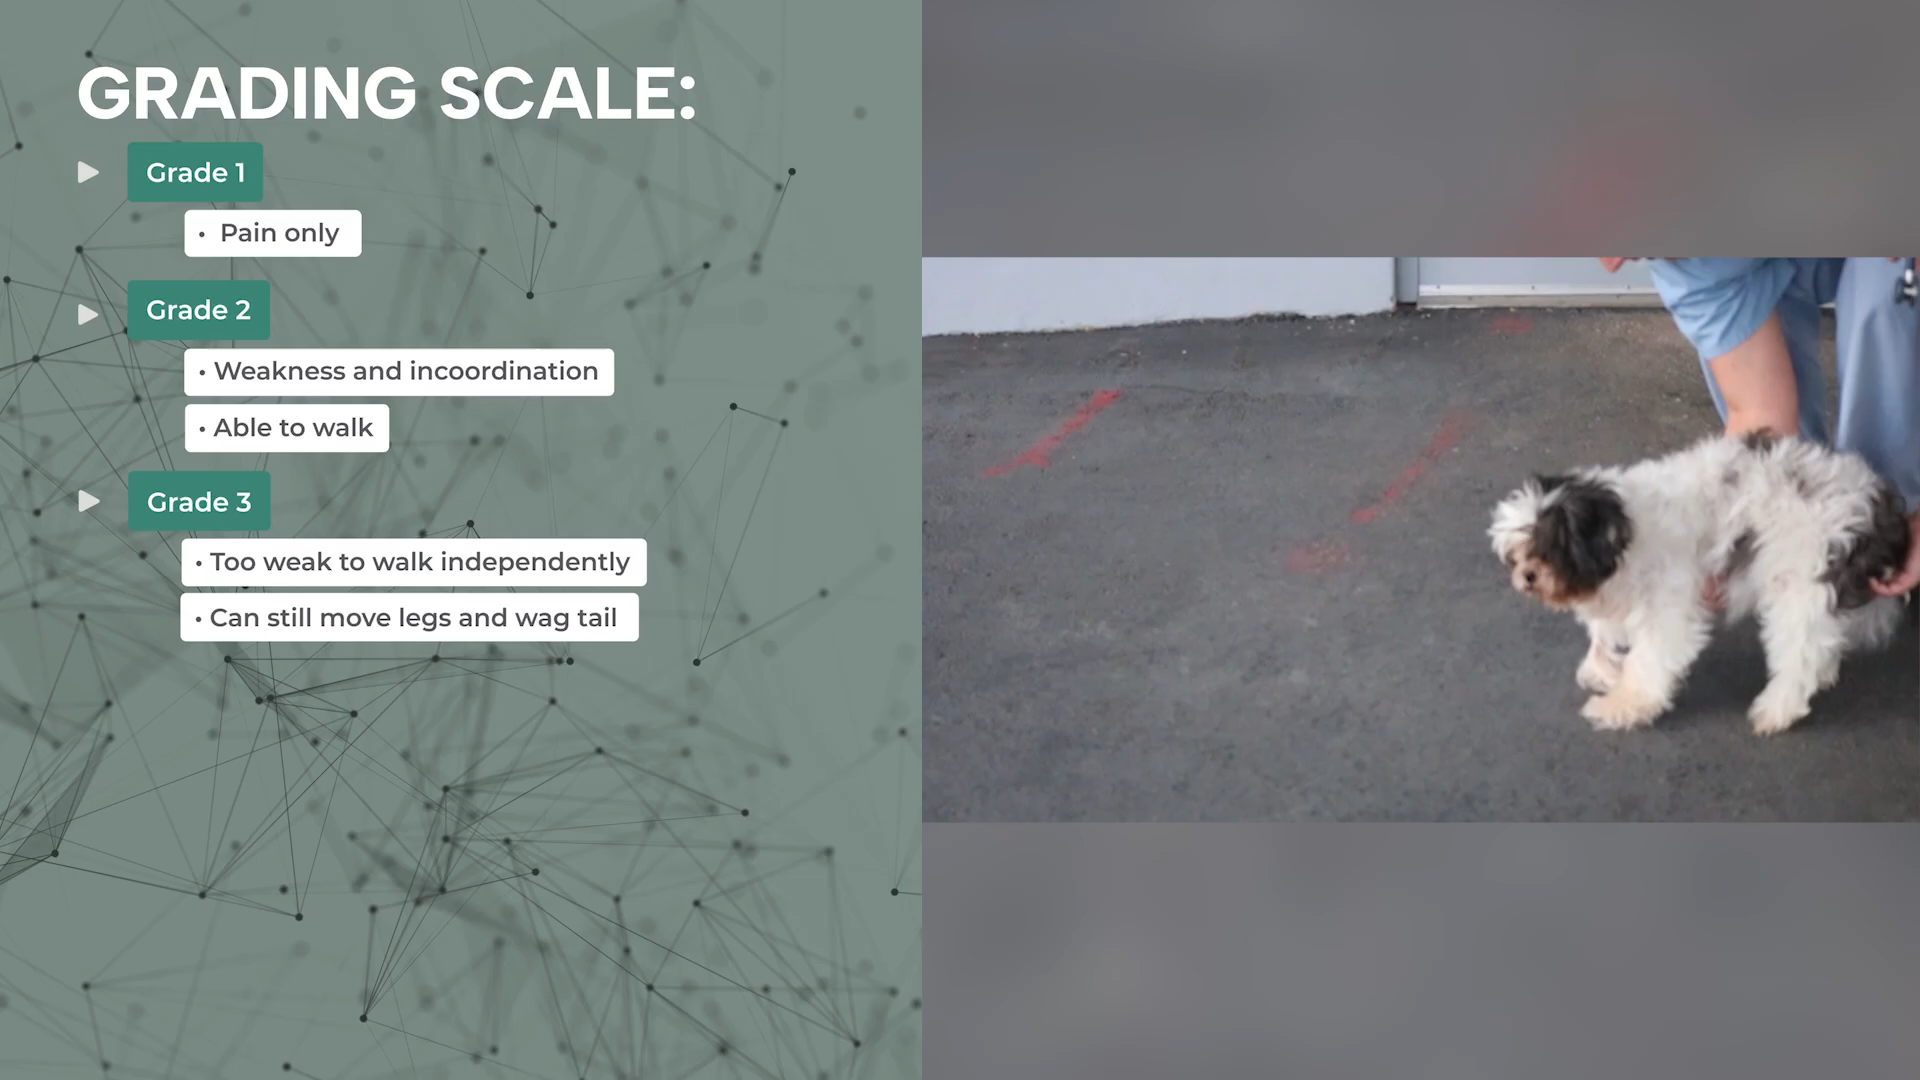 GRADING SCALE:
Grade 1
• Pain only
Grade 2
• Weakness and incoordination
• Able to walk
Grade 3
• Too weak to walk independently
• Can still move legs and wag tail